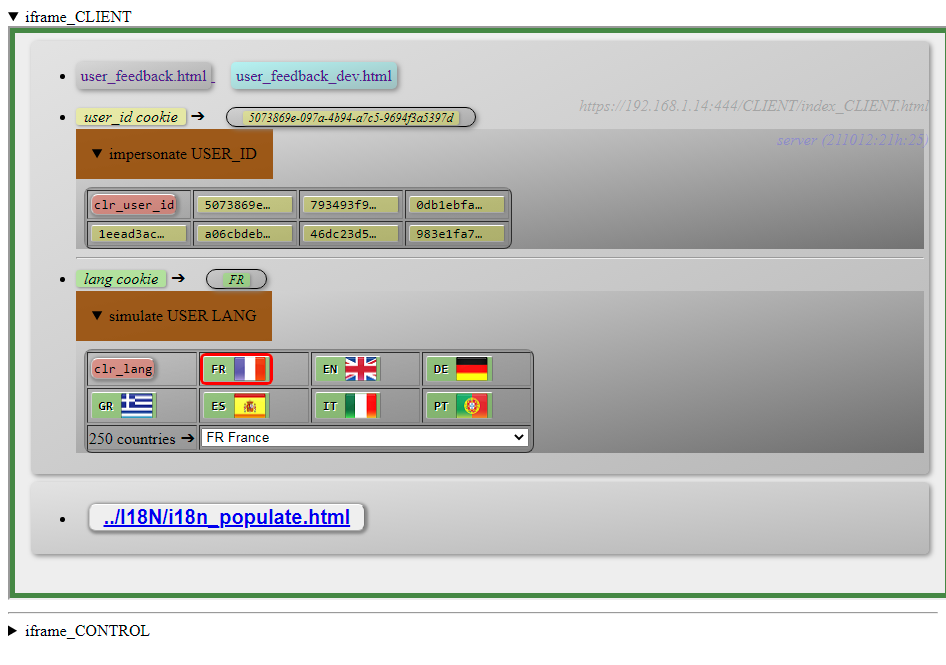 ▼ iframe_CLIENT
user_feedback.html user_feedback_dev.html
https://192.168.1.14:444/CLIENT/index_CLIENT.html
user_id cookie ➔ 5073869e-097a-4b94-a7c5-9694f3a5397d
server (211012:21h:25)
▼ impersonate USER_ID
clr_user_id 5073869e… 793493f9… 0db1ebfa…
1eead3ac… a06cbdeb… 46dc23d5… 983e1fa7…
lang cookie ➔ FR
▼ simulate USER LANG
clr_lang FR EN DE
GR ES IT PT
250 countries ➔ FR France
../I18N/i18n_populate.html
▶ iframe_CONTROL